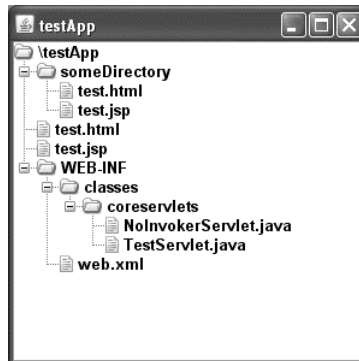 testApp
\testApp
someDirectory
test.html
test.jsp
test.html
test.jsp
WEB-INF
classes
coreservlets
NoInvokerServlet.java
TestServlet.java
web.xml